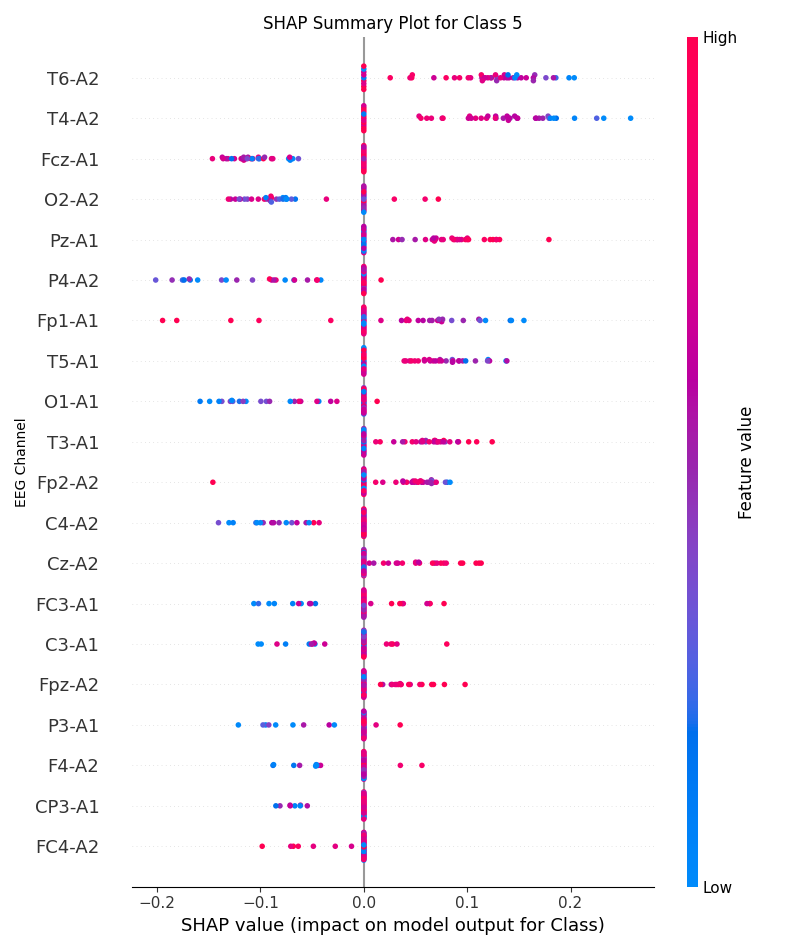 SHAP Summary Plot for Class 5
High
T6-A2
T4-A2
Fcz-A1
O2-A2
Pz-A1
P4-A2
Fp1-A1
T5-A1
O1-A1
T3-A1
Fp2-A2
C4-A2
Cz-A2
FC3-A1
C3-A1
Fpz-A2
P3-A1
F4-A2
CP3-A1
FC4-A2
EEG Channel
Feature value
Low
−0.2 −0.1 0.0 0.1 0.2
SHAP value (impact on model output for Class)